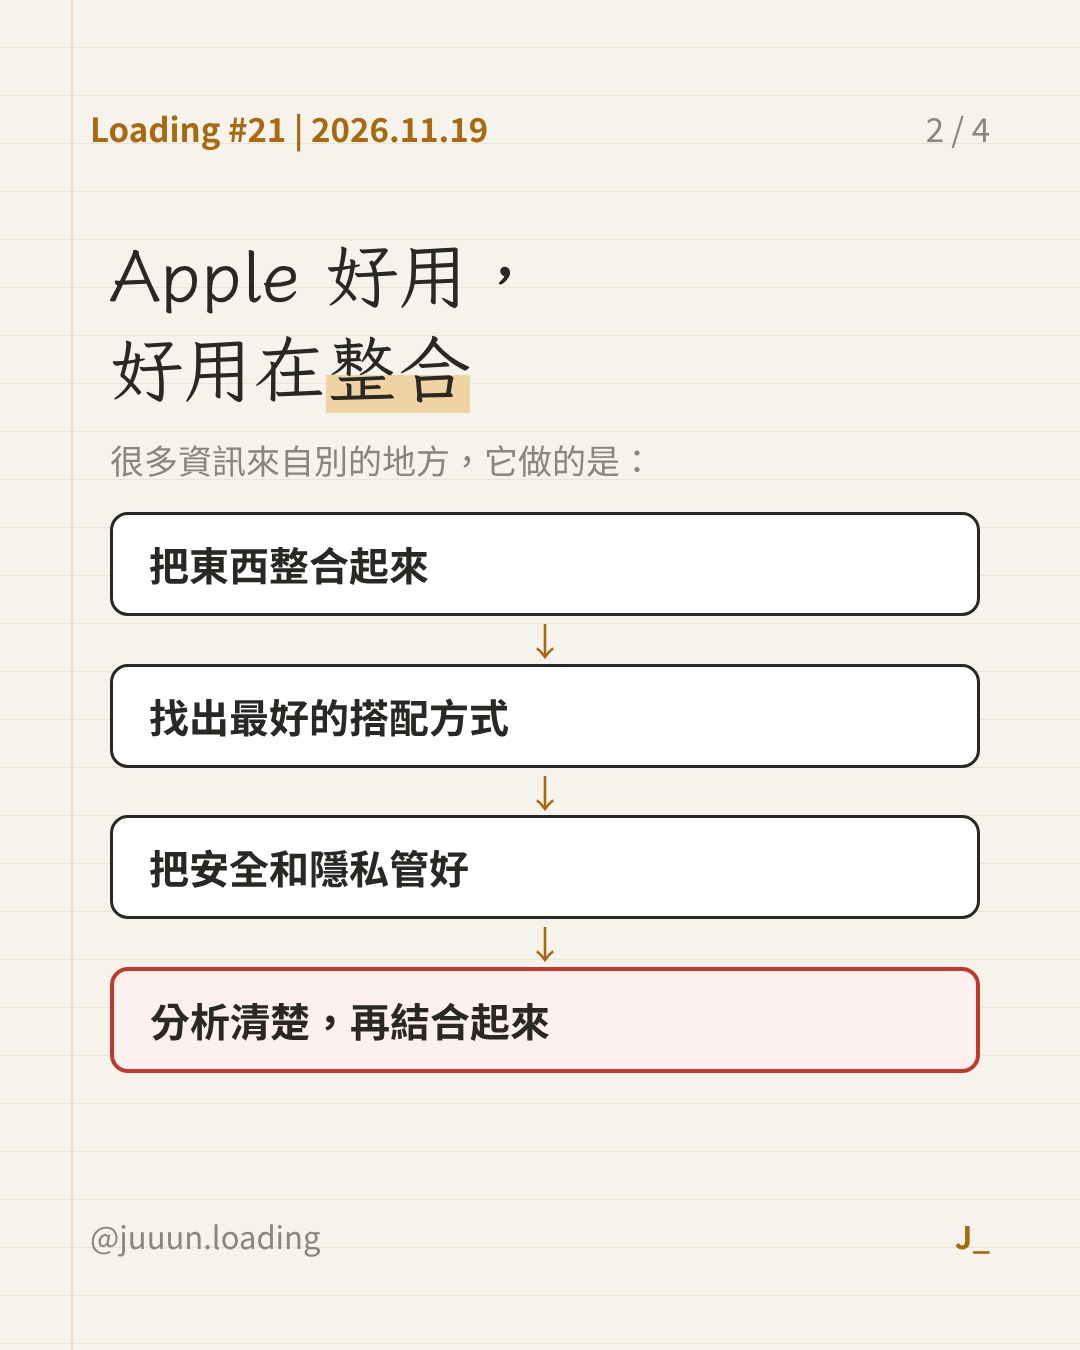 Loading #21 | 2026.11.19
2 / 4
Apple 好用，
好用在整合
很多資訊來自別的地方，它做的是：
把東西整合起來
↓
找出最好的搭配方式
↓
把安全和隱私管好
↓
分析清楚，再結合起來
@juuun.loading
J_